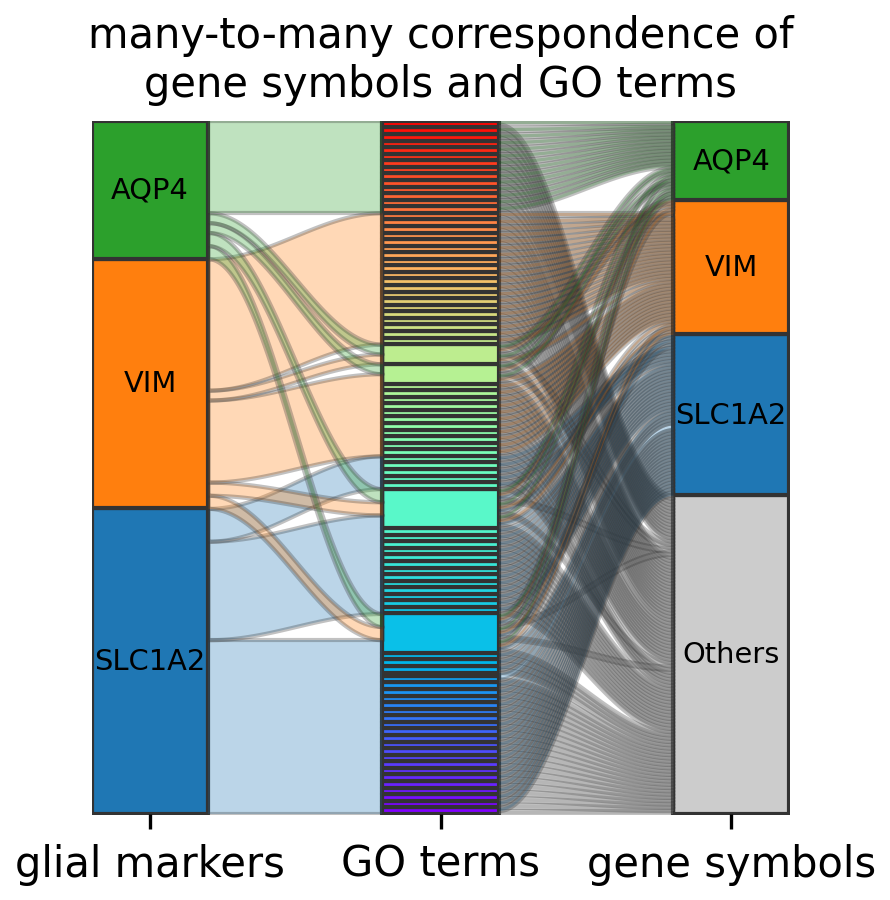 many-to-many correspondence of
gene symbols and GO terms
AQP4
VIM
SLC1A2
AQP4
VIM
SLC1A2
Others
glial markers
GO terms
gene symbols